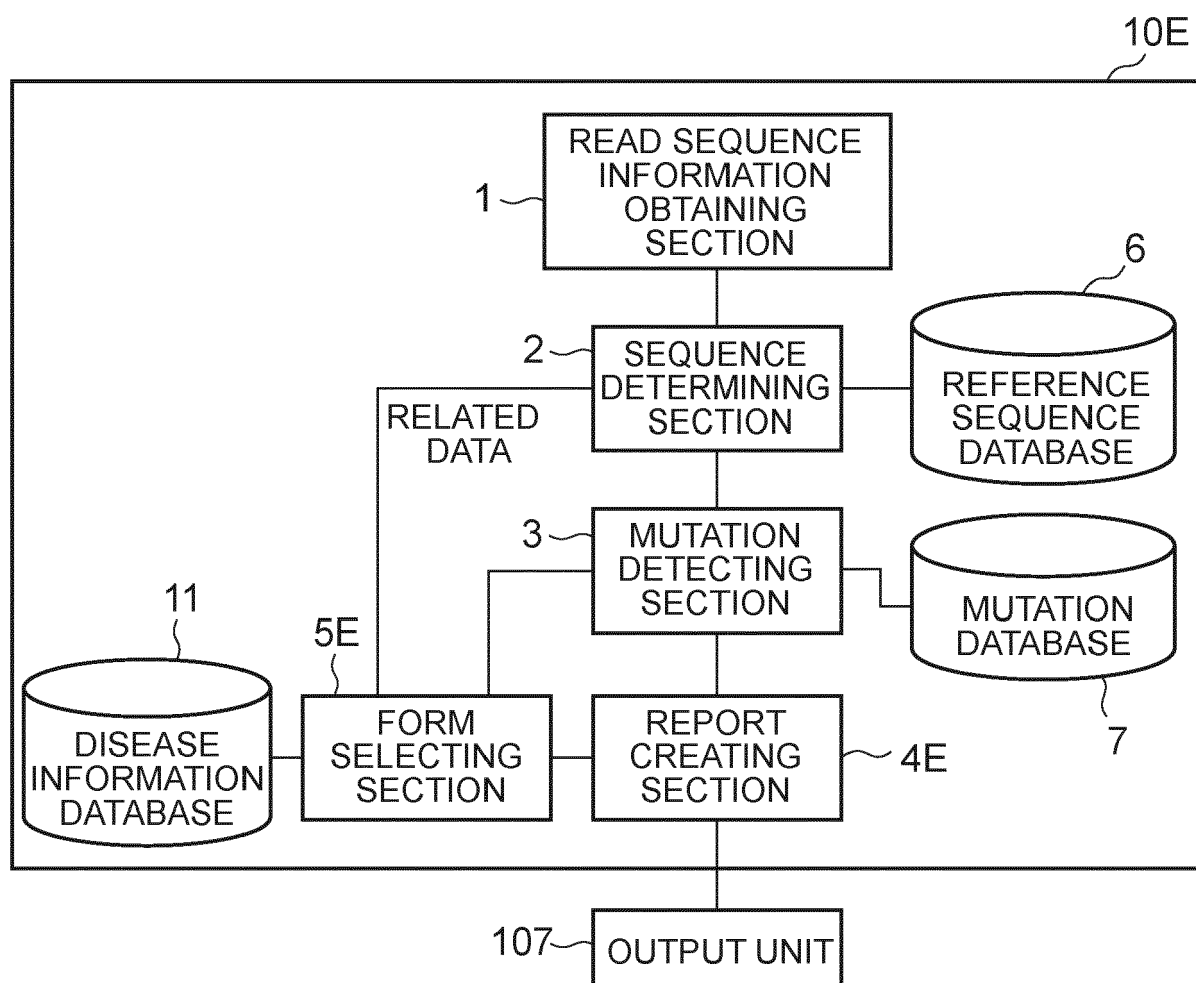 10E
READ SEQUENCE
INFORMATION
OBTAINING
SECTION
1
6
2
SEQUENCE
DETERMINING
SECTION
REFERENCE
SEQUENCE
DATABASE
RELATED
DATA
3
MUTATION
DETECTING
SECTION
MUTATION
DATABASE
7
11
5E
DISEASE
INFORMATION
DATABASE
FORM
SELECTING
SECTION
REPORT
CREATING
SECTION
4E
107
OUTPUT UNIT